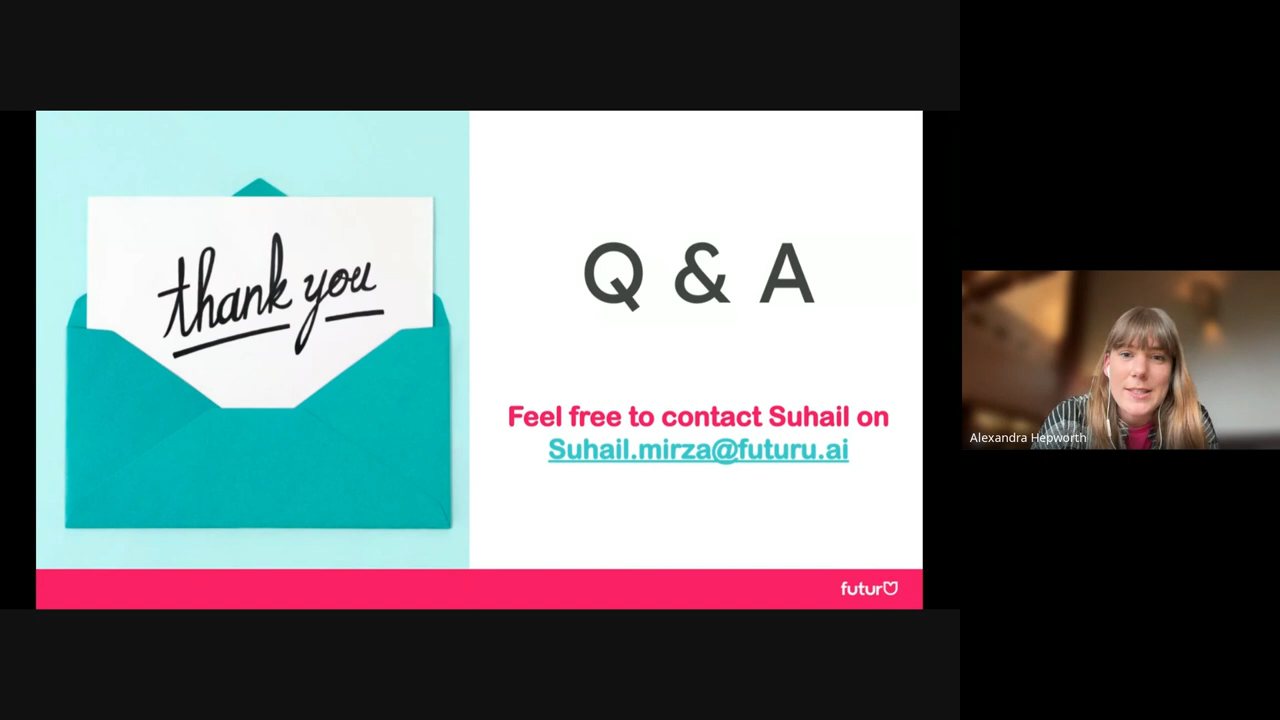 thank you
Q & A
Feel free to contact Suhail on
Suhail.mirza@futuru.ai
Alexandra Hepworth
futurU